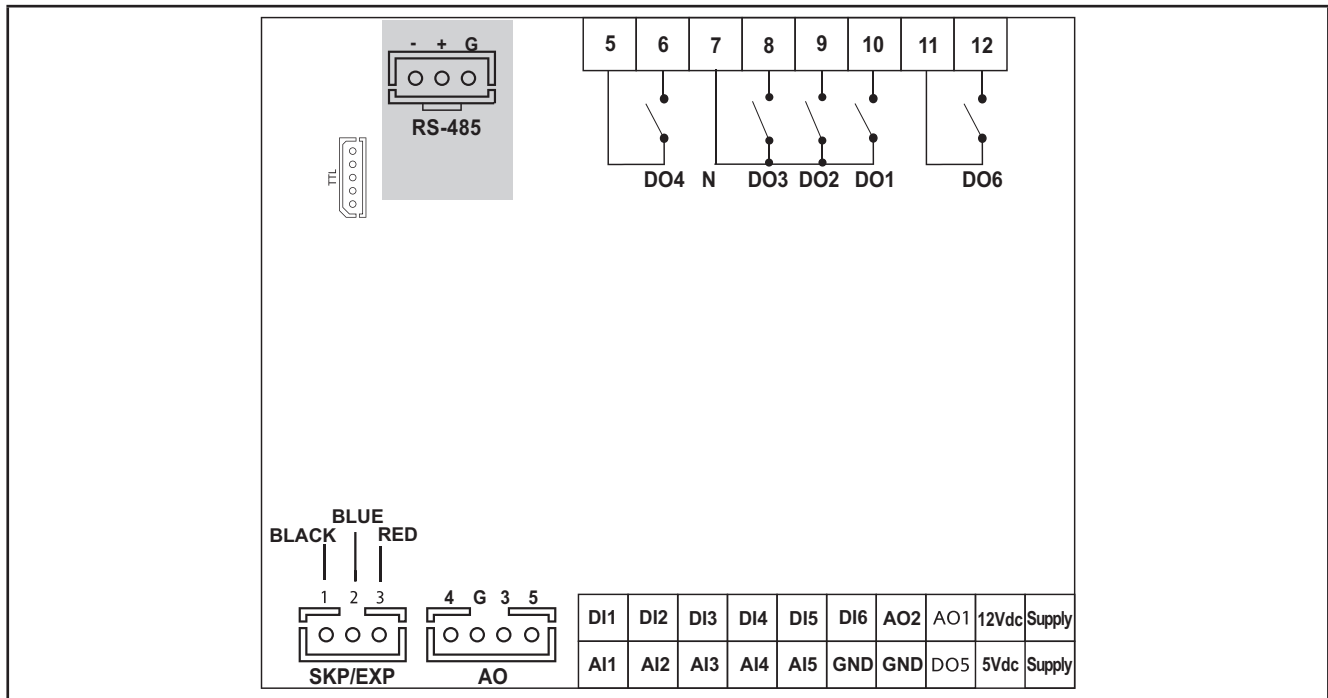 - + G
RS-485
TTL
5 6 7 8 9 10 11 12
DO4 N DO3 DO2 DO1 DO6
BLUE
BLACK RED
1 2 3
SKP/EXP
4 G 3 5
AO
DI1 DI2 DI3 DI4 DI5 DI6 AO2 AO1 12Vdc Supply
AI1 AI2 AI3 AI4 AI5 GND GND DO5 5Vdc Supply